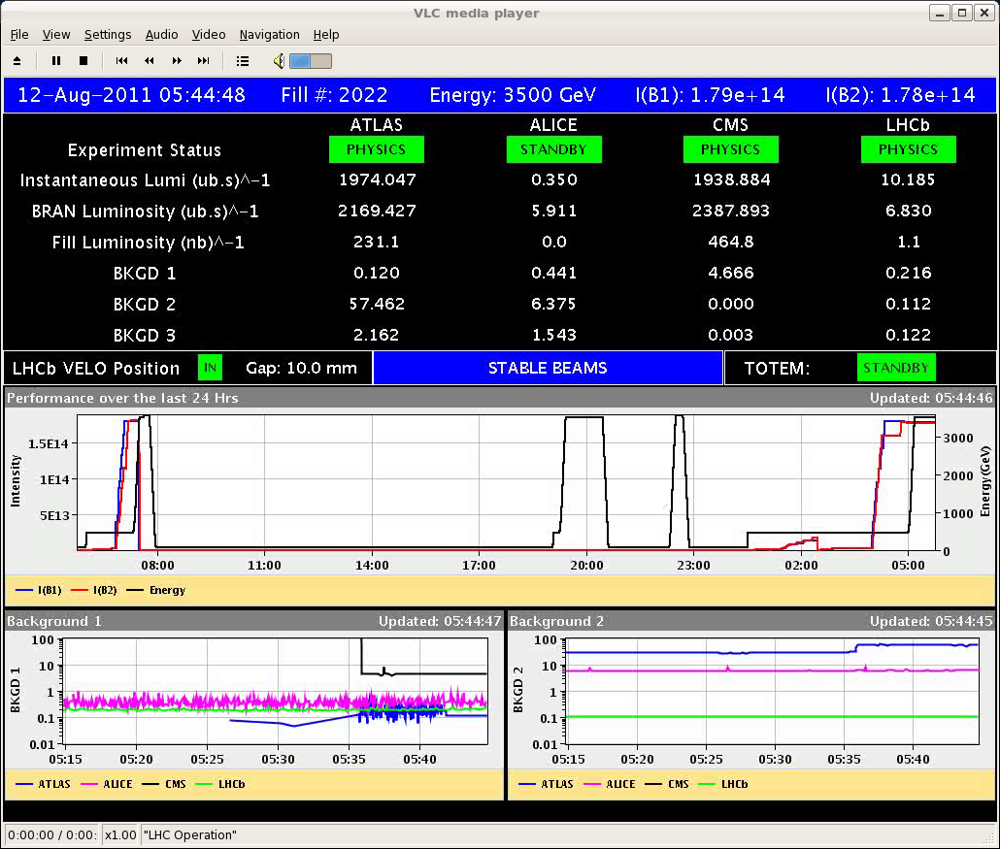 VLC media player
File View Settings Audio Video Navigation Help
12-Aug-2011 05:44:48 Fill #: 2022 Energy: 3500 GeV I(B1): 1.79e+14 I(B2): 1.78e+14
ATLAS ALICE CMS LHCb
Experiment Status PHYSICS STANDBY PHYSICS PHYSICS
Instantaneous Lumi (ub.s)^-1 1974.047 0.350 1938.884 10.185
BRAN Luminosity (ub.s)^-1 2169.427 5.911 2387.893 6.830
Fill Luminosity (nb)^-1 231.1 0.0 464.8 1.1
BKGD 1 0.120 0.441 4.666 0.216
BKGD 2 57.462 6.375 0.000 0.112
BKGD 3 2.162 1.543 0.003 0.122
LHCb VELO Position IN Gap: 10.0 mm STABLE BEAMS TOTEM: STANDBY
Performance over the last 24 Hrs Updated: 05:44:46
Intensity
1.5E14
1E14
5E13
3000
2000
1000
0
Energy(GeV)
08:00 11:00 14:00 17:00 20:00 23:00 02:00 05:00
I(B1) I(B2) Energy
Background 1 Updated: 05:44:47
BKGD 1
100
10
1
0.1
0.01
05:15 05:20 05:25 05:30 05:35 05:40
ATLAS ALICE CMS LHCb
Background 2 Updated: 05:44:45
BKGD 2
100
10
1
0.1
0.01
05:15 05:20 05:25 05:30 05:35 05:40
ATLAS ALICE CMS LHCb
0:00:00 / 0:00: x1.00 "LHC Operation"